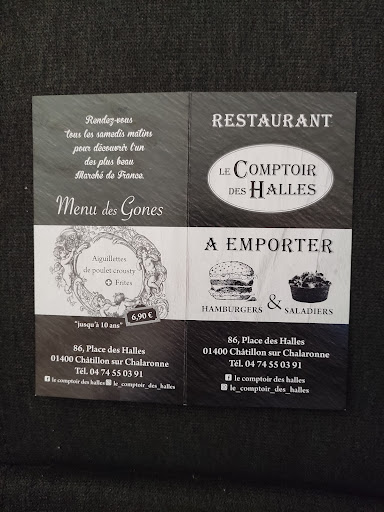 Rendez-vous
tous les samedis matins
pour découvrir l'un
des plus beau
Marché de France.
Menu des Gones
Aiguillettes
de poulet crousty
+ Frites
6,90 €
"jusqu'à 10 ans"
86, Place des Halles
01400 Châtillon sur Chalaronne
Tél. 04 74 55 03 91
f le comptoir des halles le_comptoir_des_halles
RESTAURANT
LE COMPTOIR
DES HALLES
A EMPORTER
HAMBURGERS & SALADIERS
86, Place des Halles
01400 Châtillon sur Chalaronne
Tél. 04 74 55 03 91
f le comptoir des halles
le_comptoir_des_halles